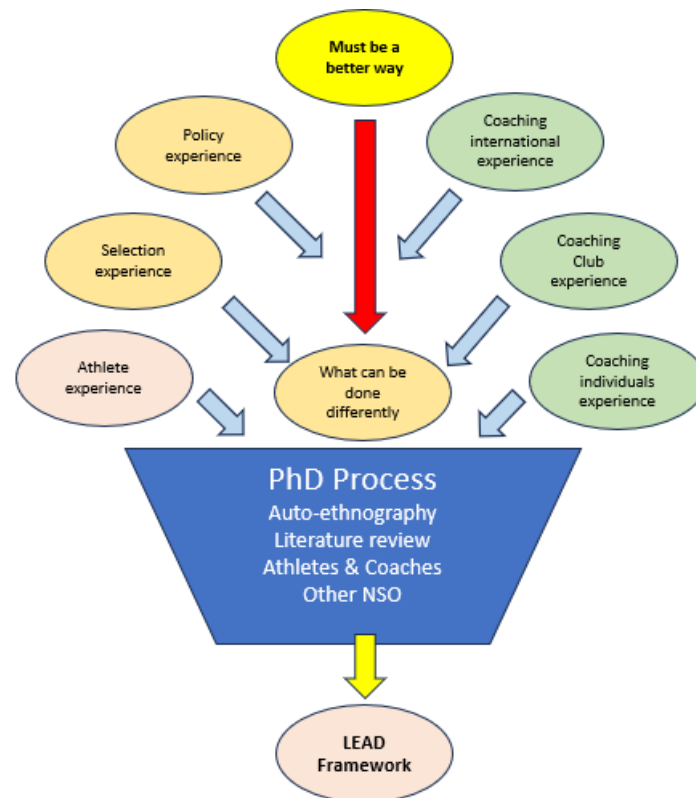 Must be a
better way
Policy
experience
Coaching
international
experience
Selection
experience
Coaching
Club
experience
Athlete
experience
What can be
done
differently
Coaching
individuals
experience
PhD Process
Auto-ethnography
Literature review
Athletes & Coaches
Other NSO
LEAD
Framework